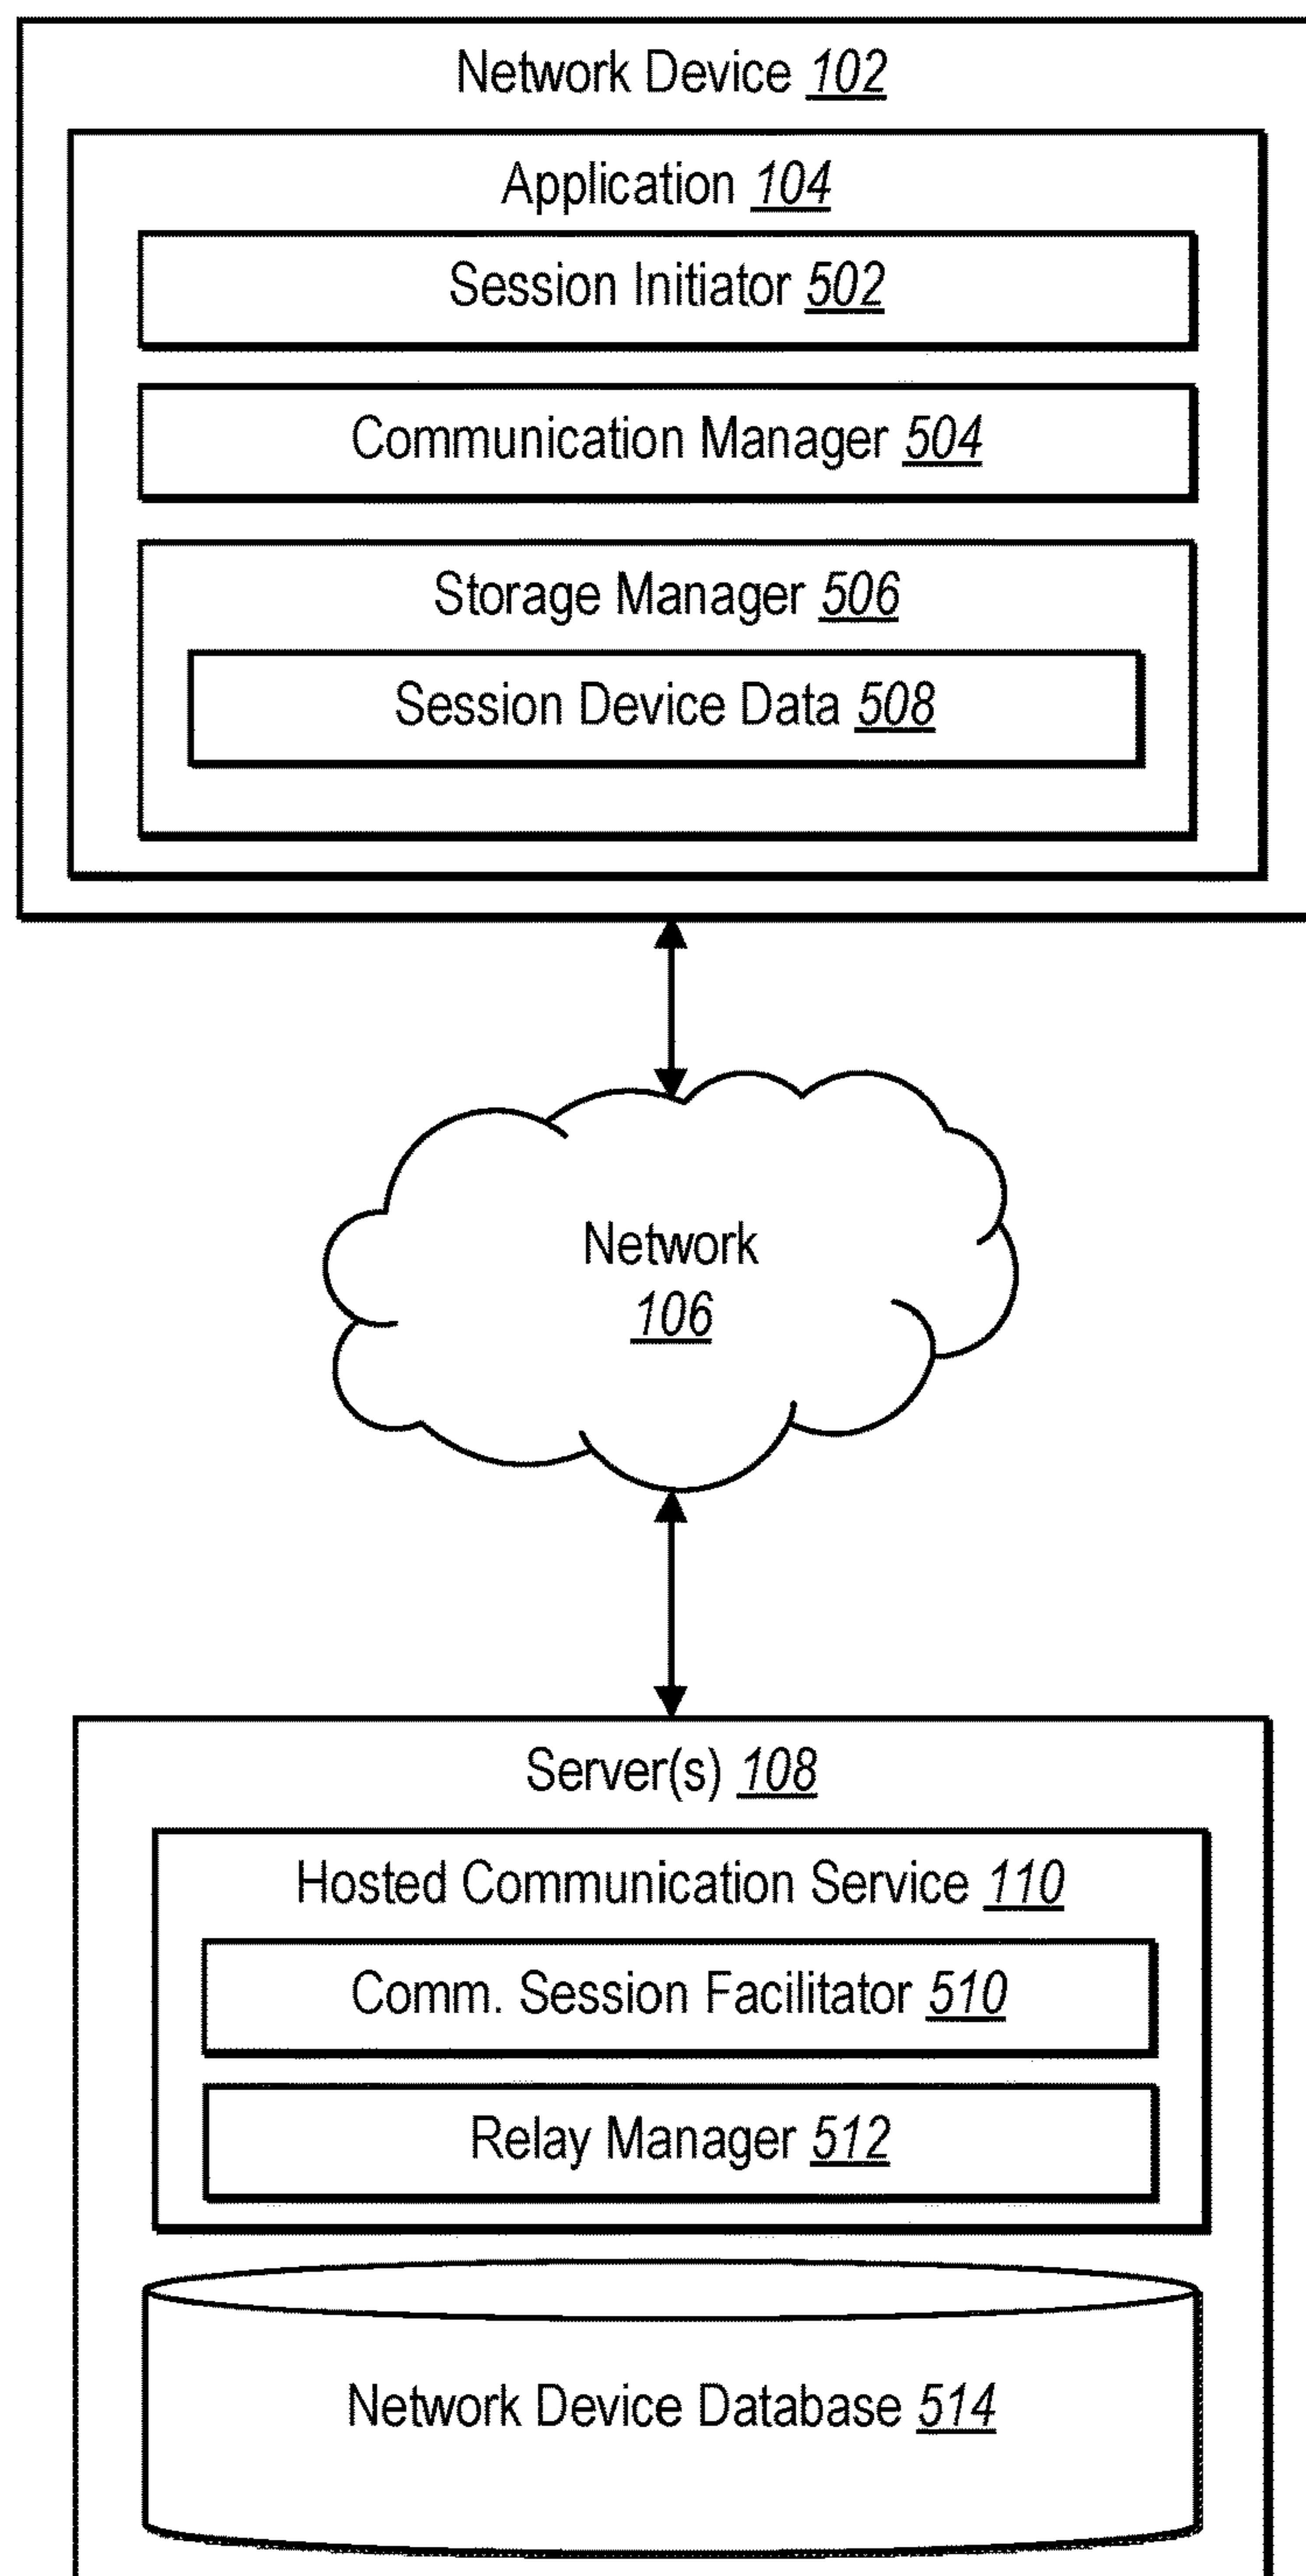 Network Device 102
Application 104
Session Initiator 502
Communication Manager 504
Storage Manager 506
Session Device Data 508
Network
106
Server(s) 108
Hosted Communication Service 110
Comm. Session Facilitator 510
Relay Manager 512
Network Device Database 514